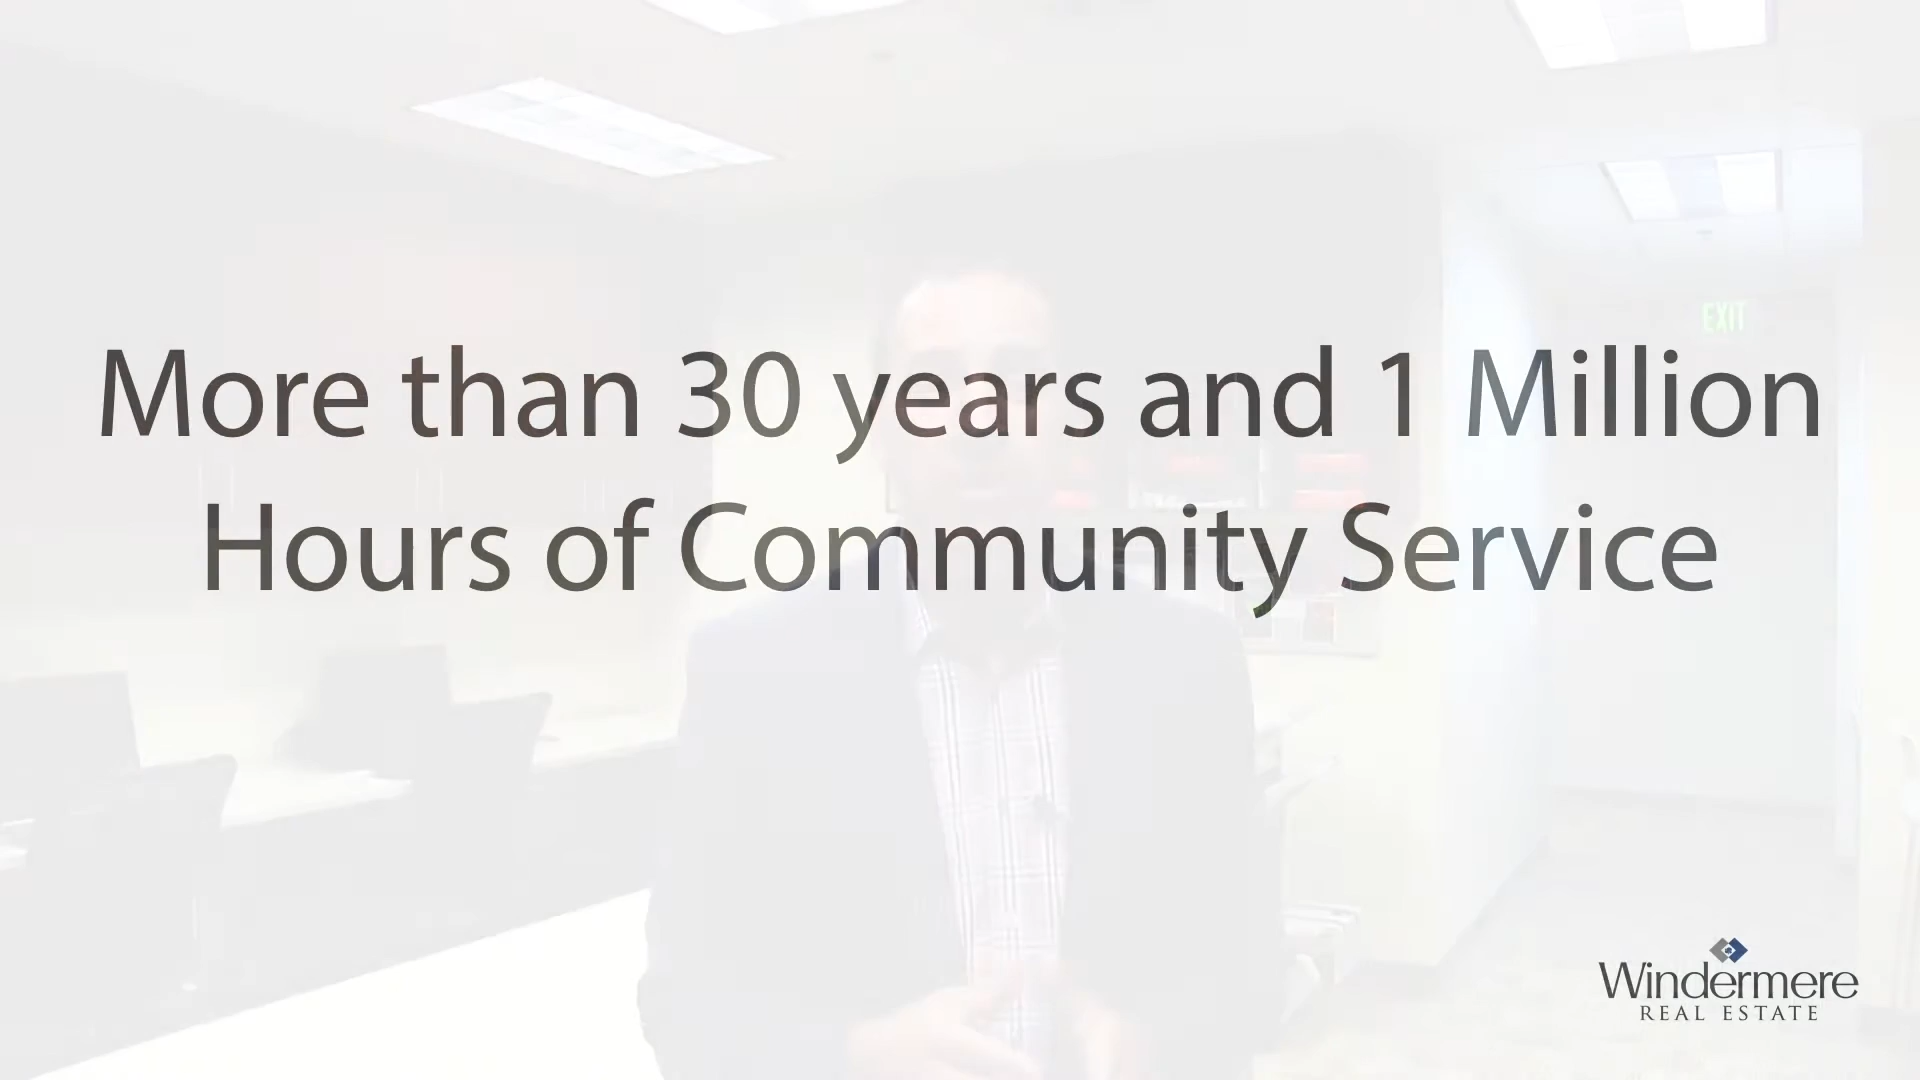 EXIT
More than 30 years and 1 Million
Hours of Community Service
Windermere
REAL ESTATE